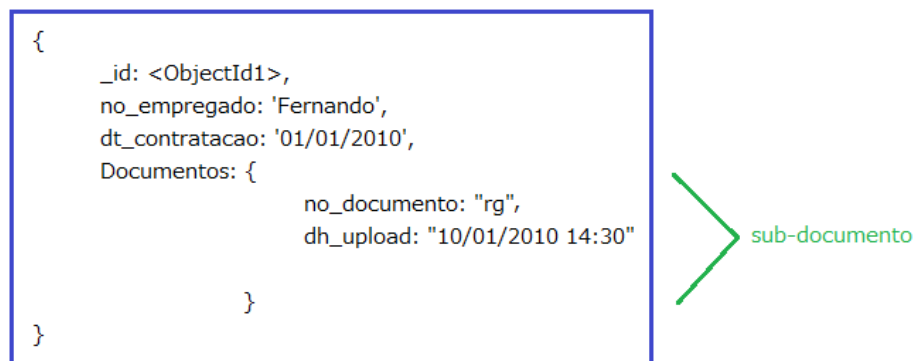 {
_id: <ObjectId1>,
no_empregado: 'Fernando',
dt_contratacao: '01/01/2010',
Documentos: {
no_documento: "rg",
dh_upload: "10/01/2010 14:30"
sub-documento
}
}